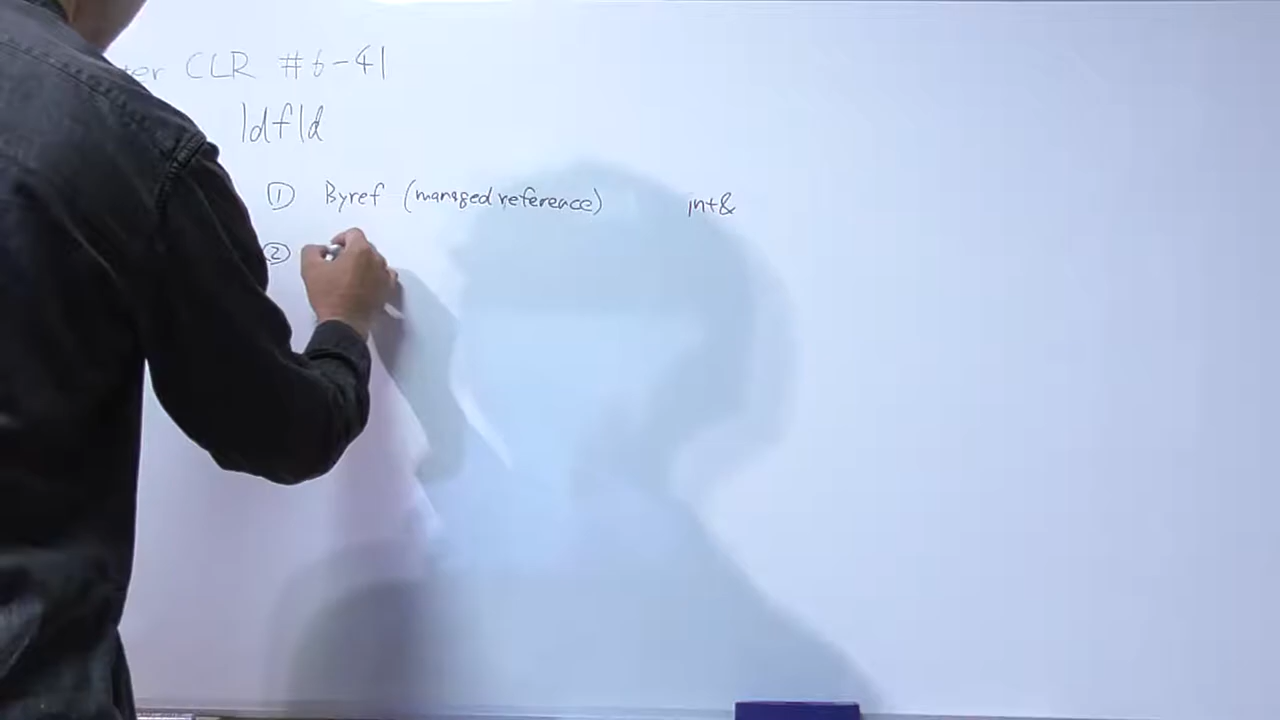 CLR #6-41
ldfld
① Byref (managed reference) int&
②